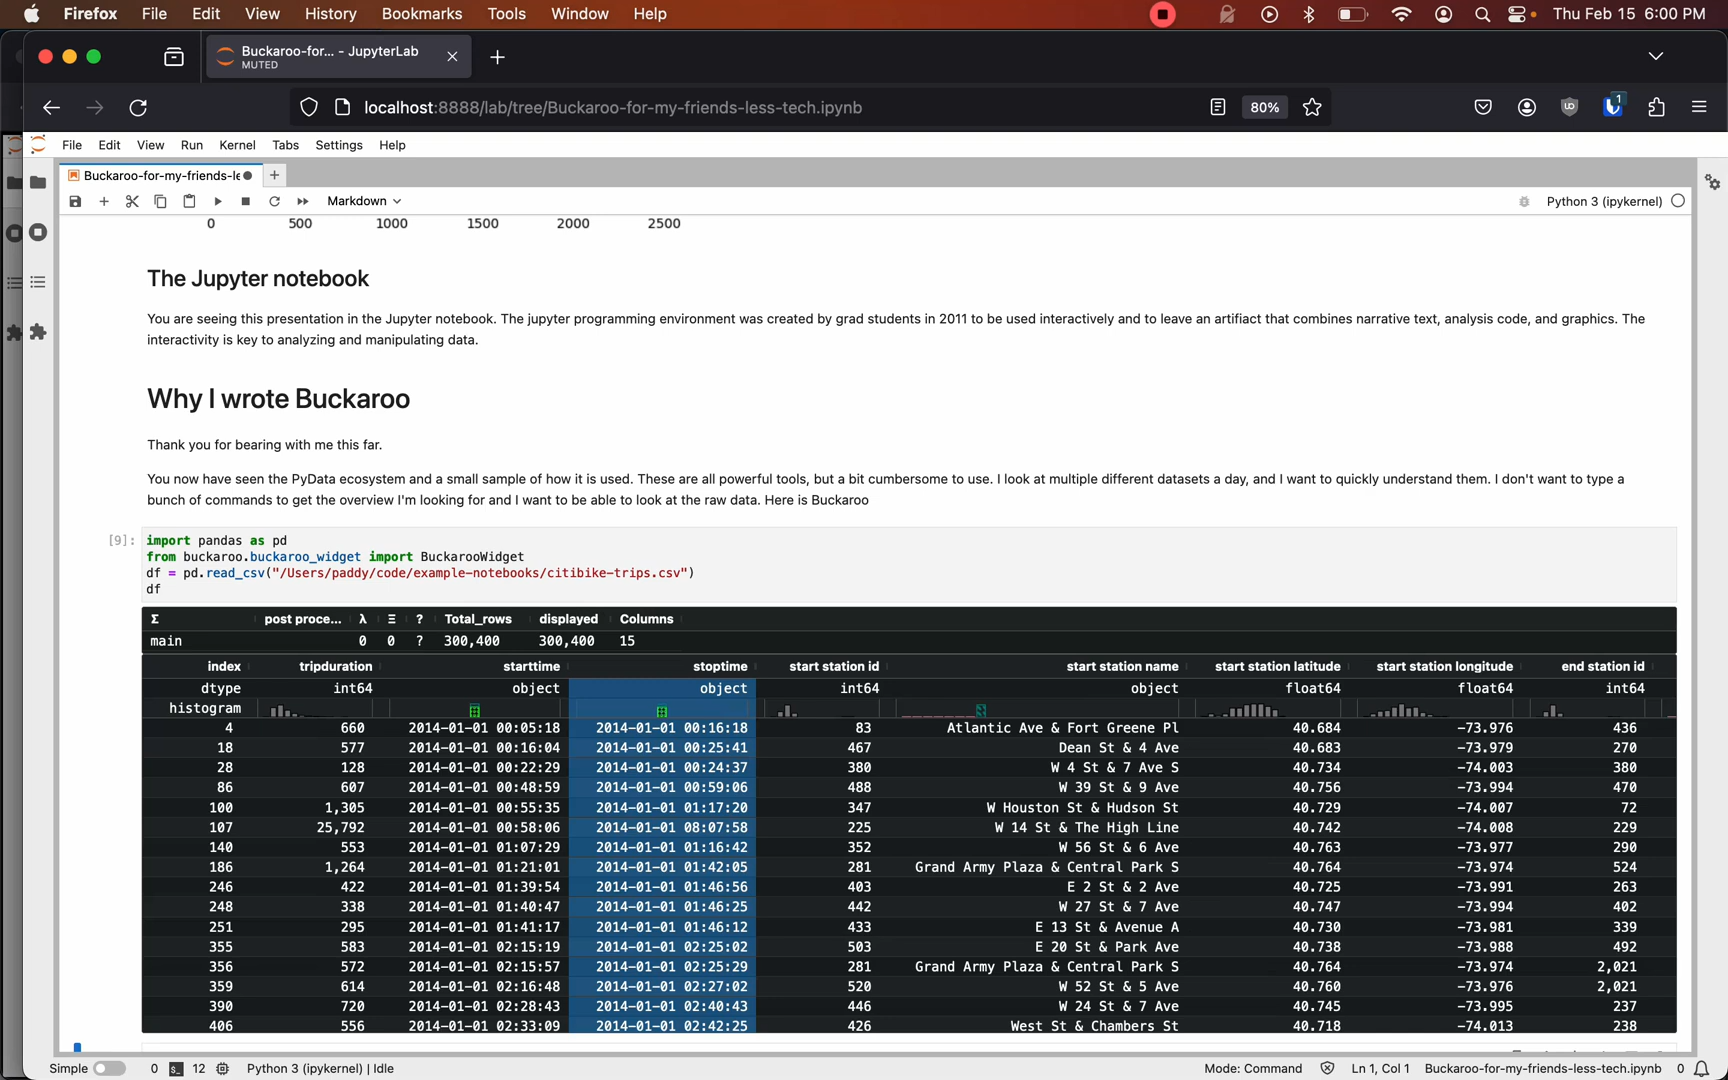 Firefox File Edit View History Bookmarks Tools Window Help Thu Feb 15 6:00 PM
Buckaroo-for... - JupyterLab
MUTED
localhost:8888/lab/tree/Buckaroo-for-my-friends-less-tech.ipynb 80% 1
File Edit View Run Kernel Tabs Settings Help
Buckaroo-for-my-friends-le
Markdown Python 3 (ipykernel)
0 500 1000 1500 2000 2500
The Jupyter notebook
You are seeing this presentation in the Jupyter notebook. The jupyter programming environment was created by grad students in 2011 to be used interactively and to leave an artifiact that combines narrative text, analysis code, and graphics. The
interactivity is key to analyzing and manipulating data.
Why I wrote Buckaroo
Thank you for bearing with me this far.
You now have seen the PyData ecosystem and a small sample of how it is used. These are all powerful tools, but a bit cumbersome to use. I look at multiple different datasets a day, and I want to quickly understand them. I don't want to type a
bunch of commands to get the overview I'm looking for and I want to be able to look at the raw data. Here is Buckaroo
[9]: import pandas as pd
from buckaroo.buckaroo_widget import BuckarooWidget
df = pd.read_csv("/Users/paddy/code/example-notebooks/citibike-trips.csv")
df
Σ post proce... λ Ξ ? Total_rows displayed Columns
main 0 0 ? 300,400 300,400 15
index tripduration starttime stoptime start station id start station name start station latitude start station longitude end station id
dtype int64 object object int64 object float64 float64 int64
histogram
4 660 2014-01-01 00:05:18 2014-01-01 00:16:18 83 Atlantic Ave & Fort Greene Pl 40.684 -73.976 436
18 577 2014-01-01 00:16:04 2014-01-01 00:25:41 467 Dean St & 4 Ave 40.683 -73.979 270
28 128 2014-01-01 00:22:29 2014-01-01 00:24:37 380 W 4 St & 7 Ave S 40.734 -74.003 380
86 607 2014-01-01 00:48:59 2014-01-01 00:59:06 488 W 39 St & 9 Ave 40.756 -73.994 470
100 1,305 2014-01-01 00:55:35 2014-01-01 01:17:20 347 W Houston St & Hudson St 40.729 -74.007 72
107 25,792 2014-01-01 00:58:06 2014-01-01 08:07:58 225 W 14 St & The High Line 40.742 -74.008 229
140 553 2014-01-01 01:07:29 2014-01-01 01:16:42 352 W 56 St & 6 Ave 40.763 -73.977 290
186 1,264 2014-01-01 01:21:01 2014-01-01 01:42:05 281 Grand Army Plaza & Central Park S 40.764 -73.974 524
246 422 2014-01-01 01:39:54 2014-01-01 01:46:56 403 E 2 St & 2 Ave 40.725 -73.991 263
248 338 2014-01-01 01:40:47 2014-01-01 01:46:25 442 W 27 St & 7 Ave 40.747 -73.994 402
251 295 2014-01-01 01:41:17 2014-01-01 01:46:12 433 E 13 St & Avenue A 40.730 -73.981 339
355 583 2014-01-01 02:15:19 2014-01-01 02:25:02 503 E 20 St & Park Ave 40.738 -73.988 492
356 572 2014-01-01 02:15:57 2014-01-01 02:25:29 281 Grand Army Plaza & Central Park S 40.764 -73.974 2,021
359 614 2014-01-01 02:16:48 2014-01-01 02:27:02 520 W 52 St & 5 Ave 40.760 -73.976 2,021
390 720 2014-01-01 02:28:43 2014-01-01 02:40:43 446 W 24 St & 7 Ave 40.745 -73.995 237
406 556 2014-01-01 02:33:09 2014-01-01 02:42:25 426 West St & Chambers St 40.718 -74.013 238
Simple 0 12 Python 3 (ipykernel) | Idle Mode: Command Ln 1, Col 1 Buckaroo-for-my-friends-less-tech.ipynb 0